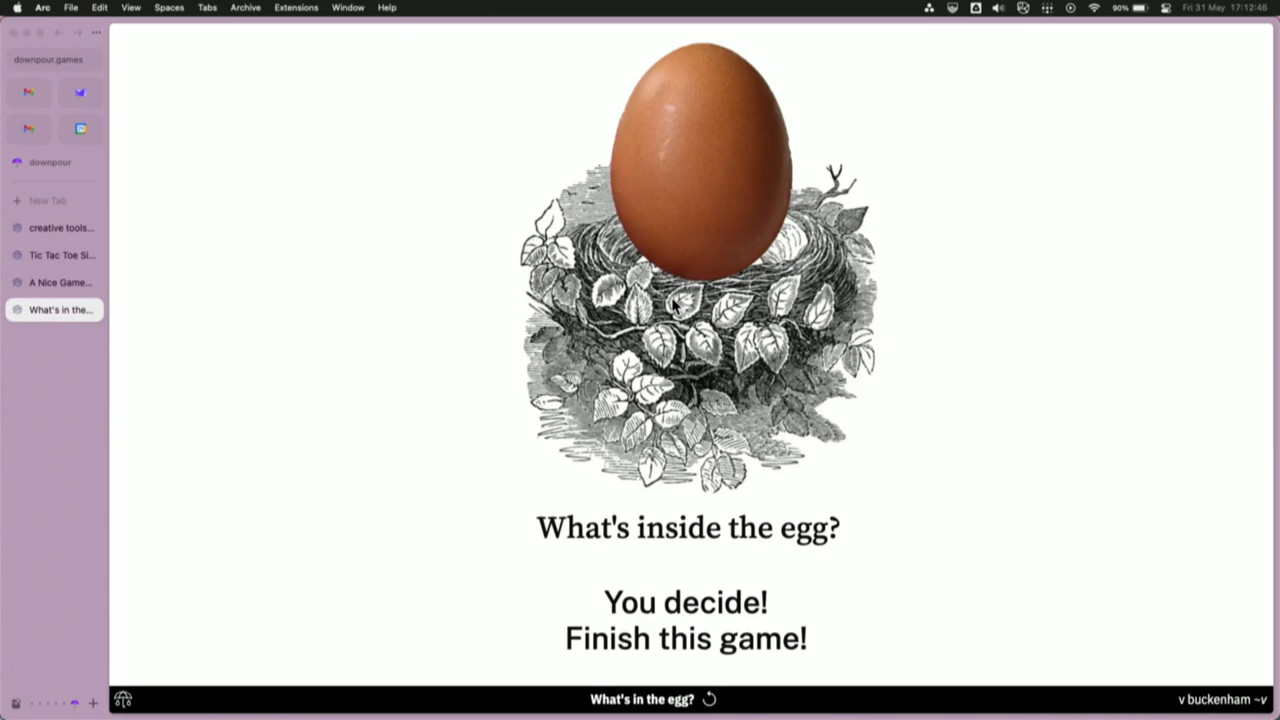 Arc File Edit View Spaces Tabs Archive Extensions Window Help
90% Fri 31 May 17:12:46
downpour.games
downpour
New Tab
creative tools...
Tic Tac Toe Si...
A Nice Game...
What's in the...
What's inside the egg?
You decide!
Finish this game!
What's in the egg?
v buckenham ~v